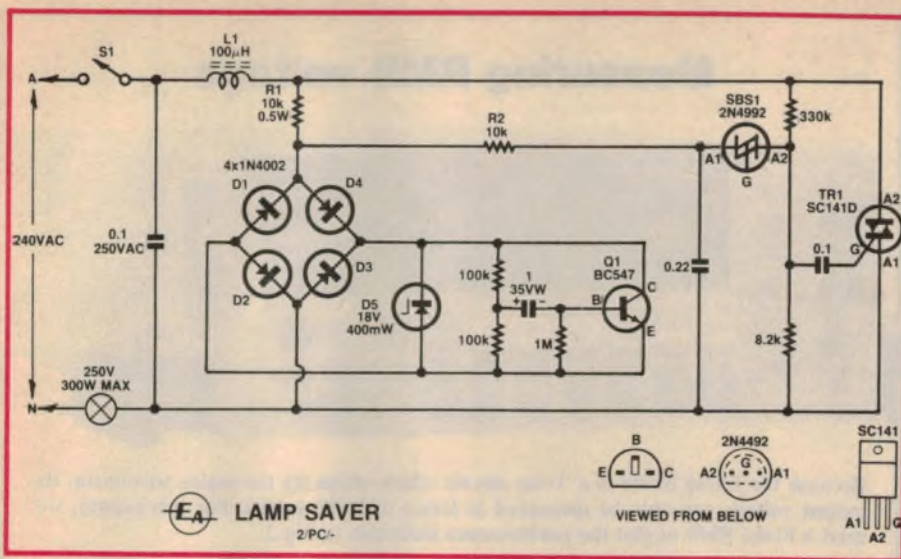 S1
L1
100μH
A
R1
10k
0.5W
R2
10k
SBS1
2N4992
A1
A2
G
330k
4x1N4002
D1
D4
TR1
SC141D
A2
G
A1
240VAC
0.1
250VAC
D2
D3
D5
18V
400mW
100k
1
35VW
+
-
100k
1M
Q1
BC547
B
C
E
0.22
0.1
8.2k
250V
300W MAX
N
B
E
C
2N4492
G
A2
A1
VIEWED FROM BELOW
SC141
A1
A2
G
EA
LAMP SAVER
2/PC/-